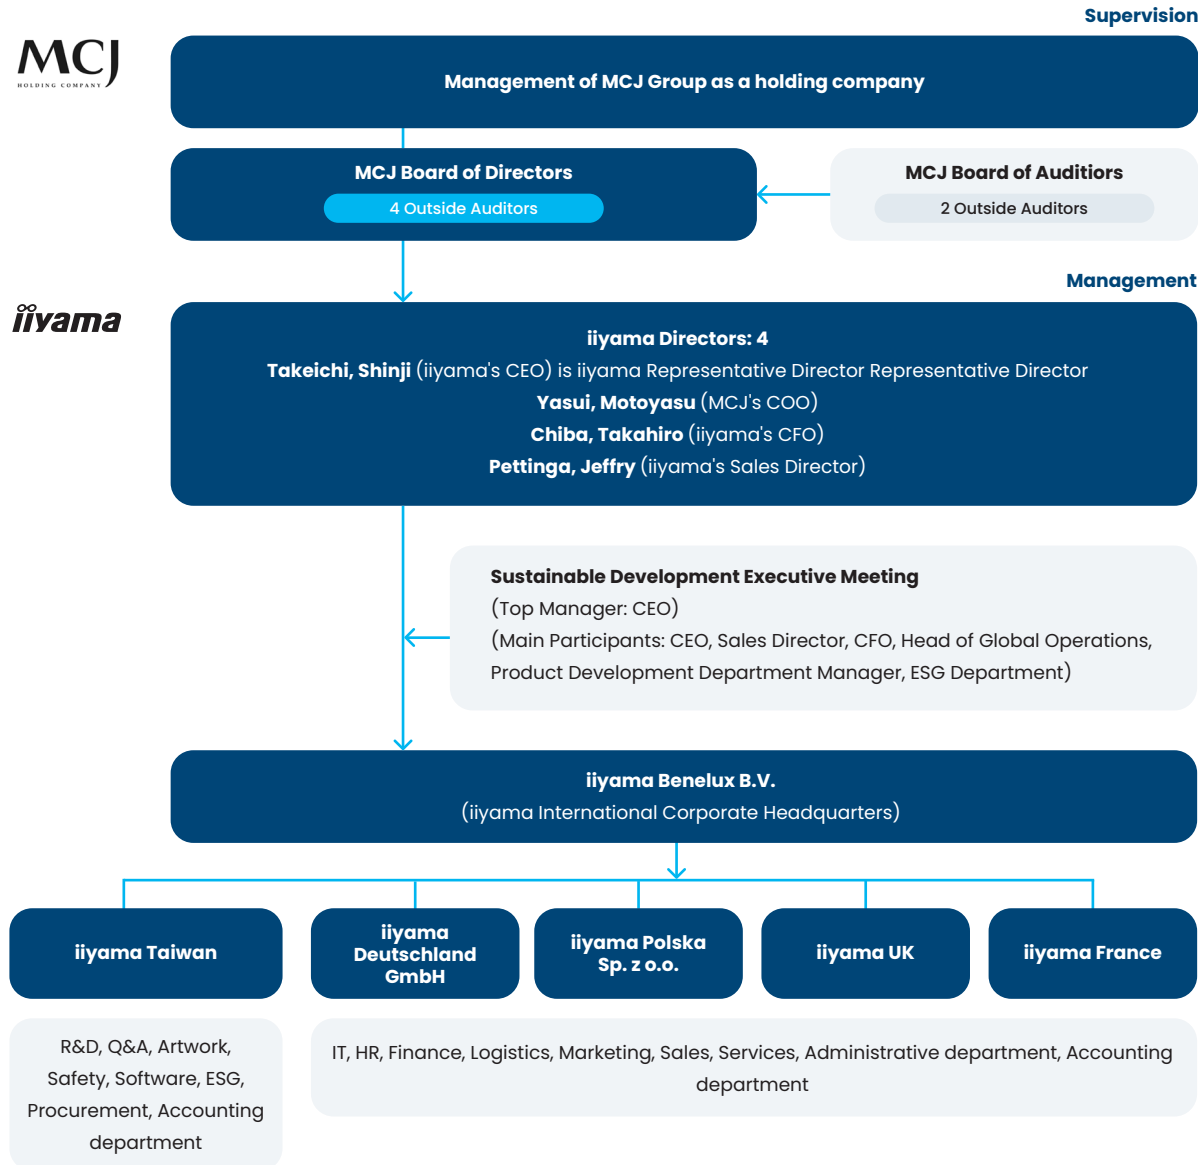 Supervision
MCJ
HOLDING COMPANY
Management of MCJ Group as a holding company
MCJ Board of Directors
4 Outside Auditors
MCJ Board of Auditiors
2 Outside Auditors
Management
iiyama
iiyama Directors: 4
Takeichi, Shinji (iiyama's CEO) is iiyama Representative Director Representative Director
Yasui, Motoyasu (MCJ's COO)
Chiba, Takahiro (iiyama's CFO)
Pettinga, Jeffry (iiyama's Sales Director)
Sustainable Development Executive Meeting
(Top Manager: CEO)
(Main Participants: CEO, Sales Director, CFO, Head of Global Operations,
Product Development Department Manager, ESG Department)
iiyama Benelux B.V.
(iiyama International Corporate Headquarters)
iiyama Taiwan
iiyama
Deutschland
GmbH
iiyama Polska
Sp. z o.o.
iiyama UK
iiyama France
R&D, Q&A, Artwork,
Safety, Software, ESG,
Procurement, Accounting
department
IT, HR, Finance, Logistics, Marketing, Sales, Services, Administrative department, Accounting
department